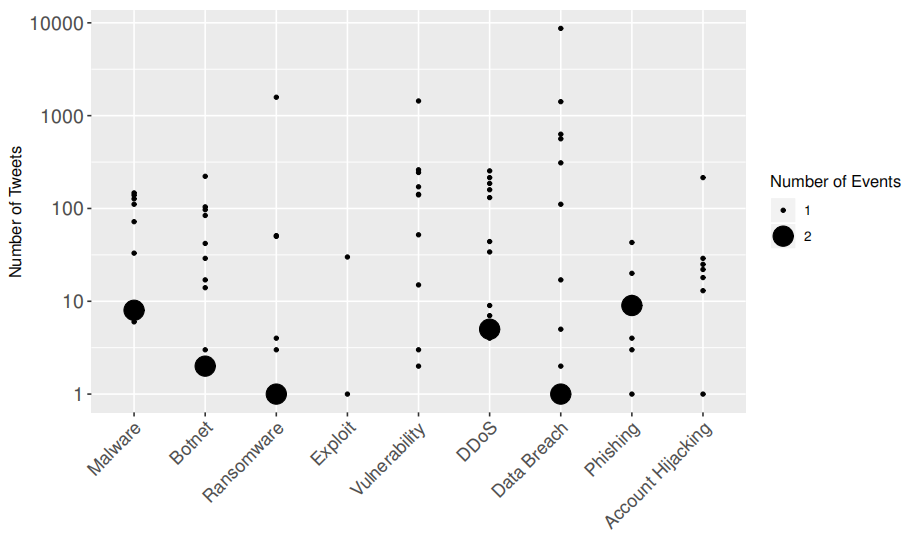 Number of Tweets
10000
1000
100
10
1
Malware
Botnet
Ransomware
Exploit
Vulnerability
DDoS
Data Breach
Phishing
Account Hijacking
Number of Events
1
2